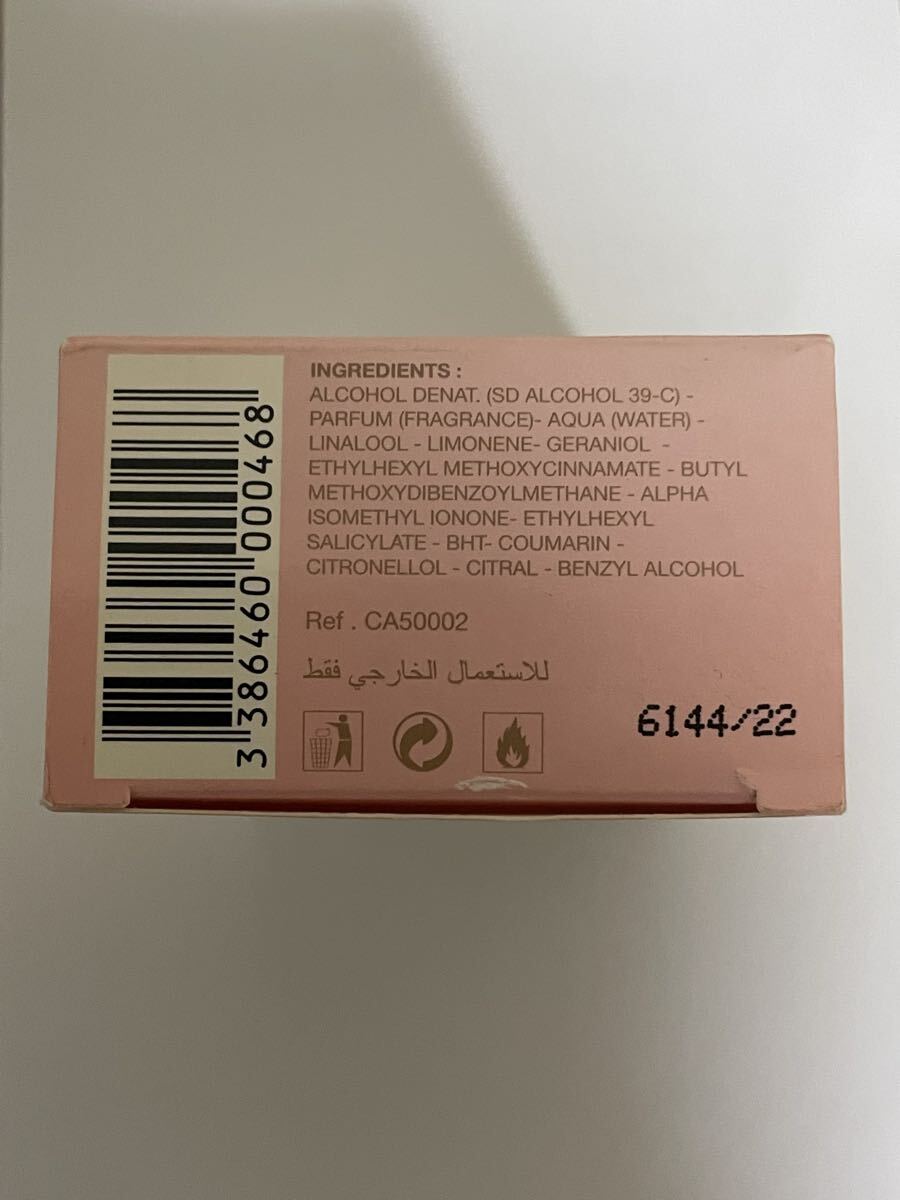 INGREDIENTS :
ALCOHOL DENAT. (SD ALCOHOL 39-C) -
PARFUM (FRAGRANCE)- AQUA (WATER) -
LINALOOL - LIMONENE- GERANIOL -
ETHYLHEXYL METHOXYCINNAMATE - BUTYL
METHOXYDIBENZOYLMETHANE - ALPHA
ISOMETHYL IONONE- ETHYLHEXYL
SALICYLATE - BHT- COUMARIN -
CITRONELLOL - CITRAL - BENZYL ALCOHOL
Ref . CA50002
للاستعمال الخارجي فقط
6144/22
3 386460 000468